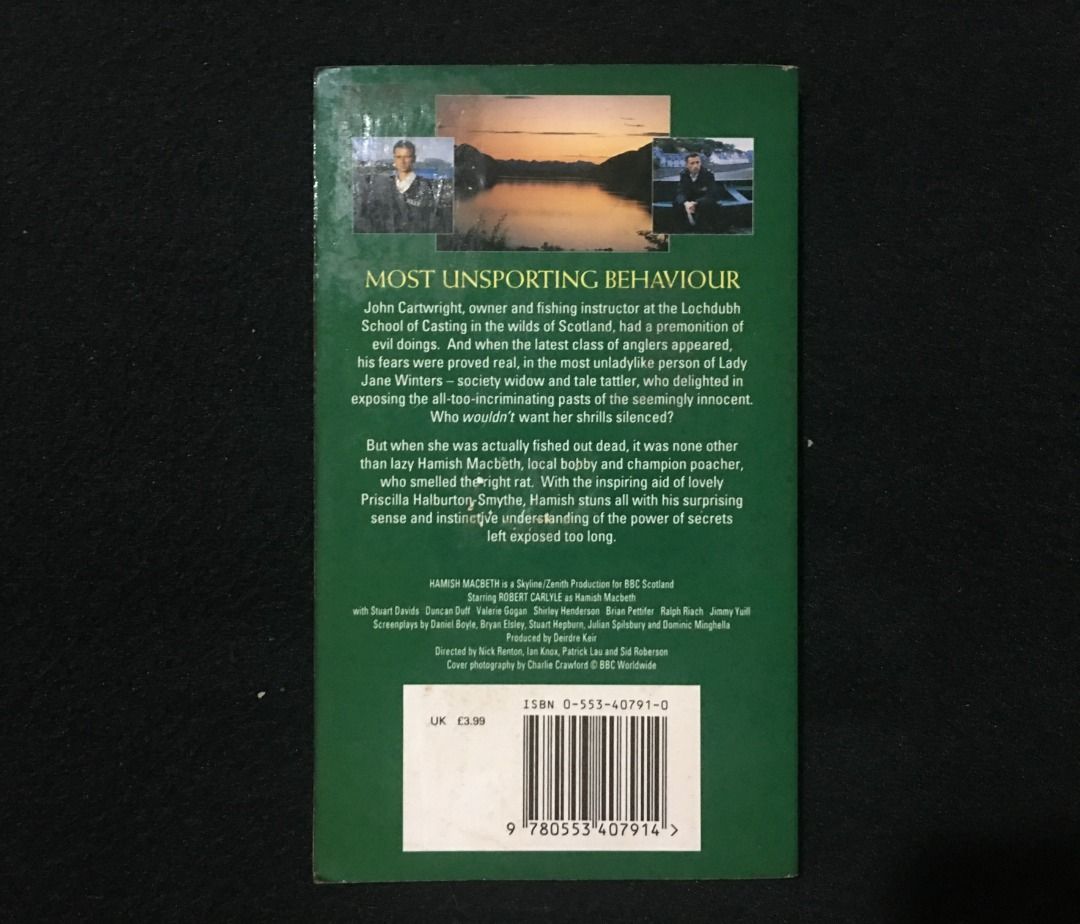 MOST UNSPORTING BEHAVIOUR
John Cartwright, owner and fishing instructor at the Lochdubh
School of Casting in the wilds of Scotland, had a premonition of
evil doings. And when the latest class of anglers appeared,
his fears were proved real, in the most unladylike person of Lady
Jane Winters – society widow and tale tattler, who delighted in
exposing the all-too-incriminating pasts of the seemingly innocent.
Who wouldn't want her shrills silenced?
But when she was actually fished out dead, it was none other
than lazy Hamish Macbeth, local bobby and champion poacher,
who smelled the right rat. With the inspiring aid of lovely
Priscilla Halburton-Smythe, Hamish stuns all with his surprising
sense and instinctive understanding of the power of secrets
left exposed too long.
HAMISH MACBETH is a Skyline/Zenith Production for BBC Scotland
Starring ROBERT CARLYLE as Hamish Macbeth
with Stuart Davids Duncan Duff Valerie Gogan Shirley Henderson Brian Pettifer Ralph Riach Jimmy Yuill
Screenplays by Daniel Boyle, Bryan Elsley, Stuart Hepburn, Julian Spilsbury and Dominic Minghella
Produced by Deirdre Keir
Directed by Nick Renton, Ian Knox, Patrick Lau and Sid Roberson
Cover photography by Charlie Crawford © BBC Worldwide
ISBN 0-553-40791-0
UK £3.99
9 780553 407914 >